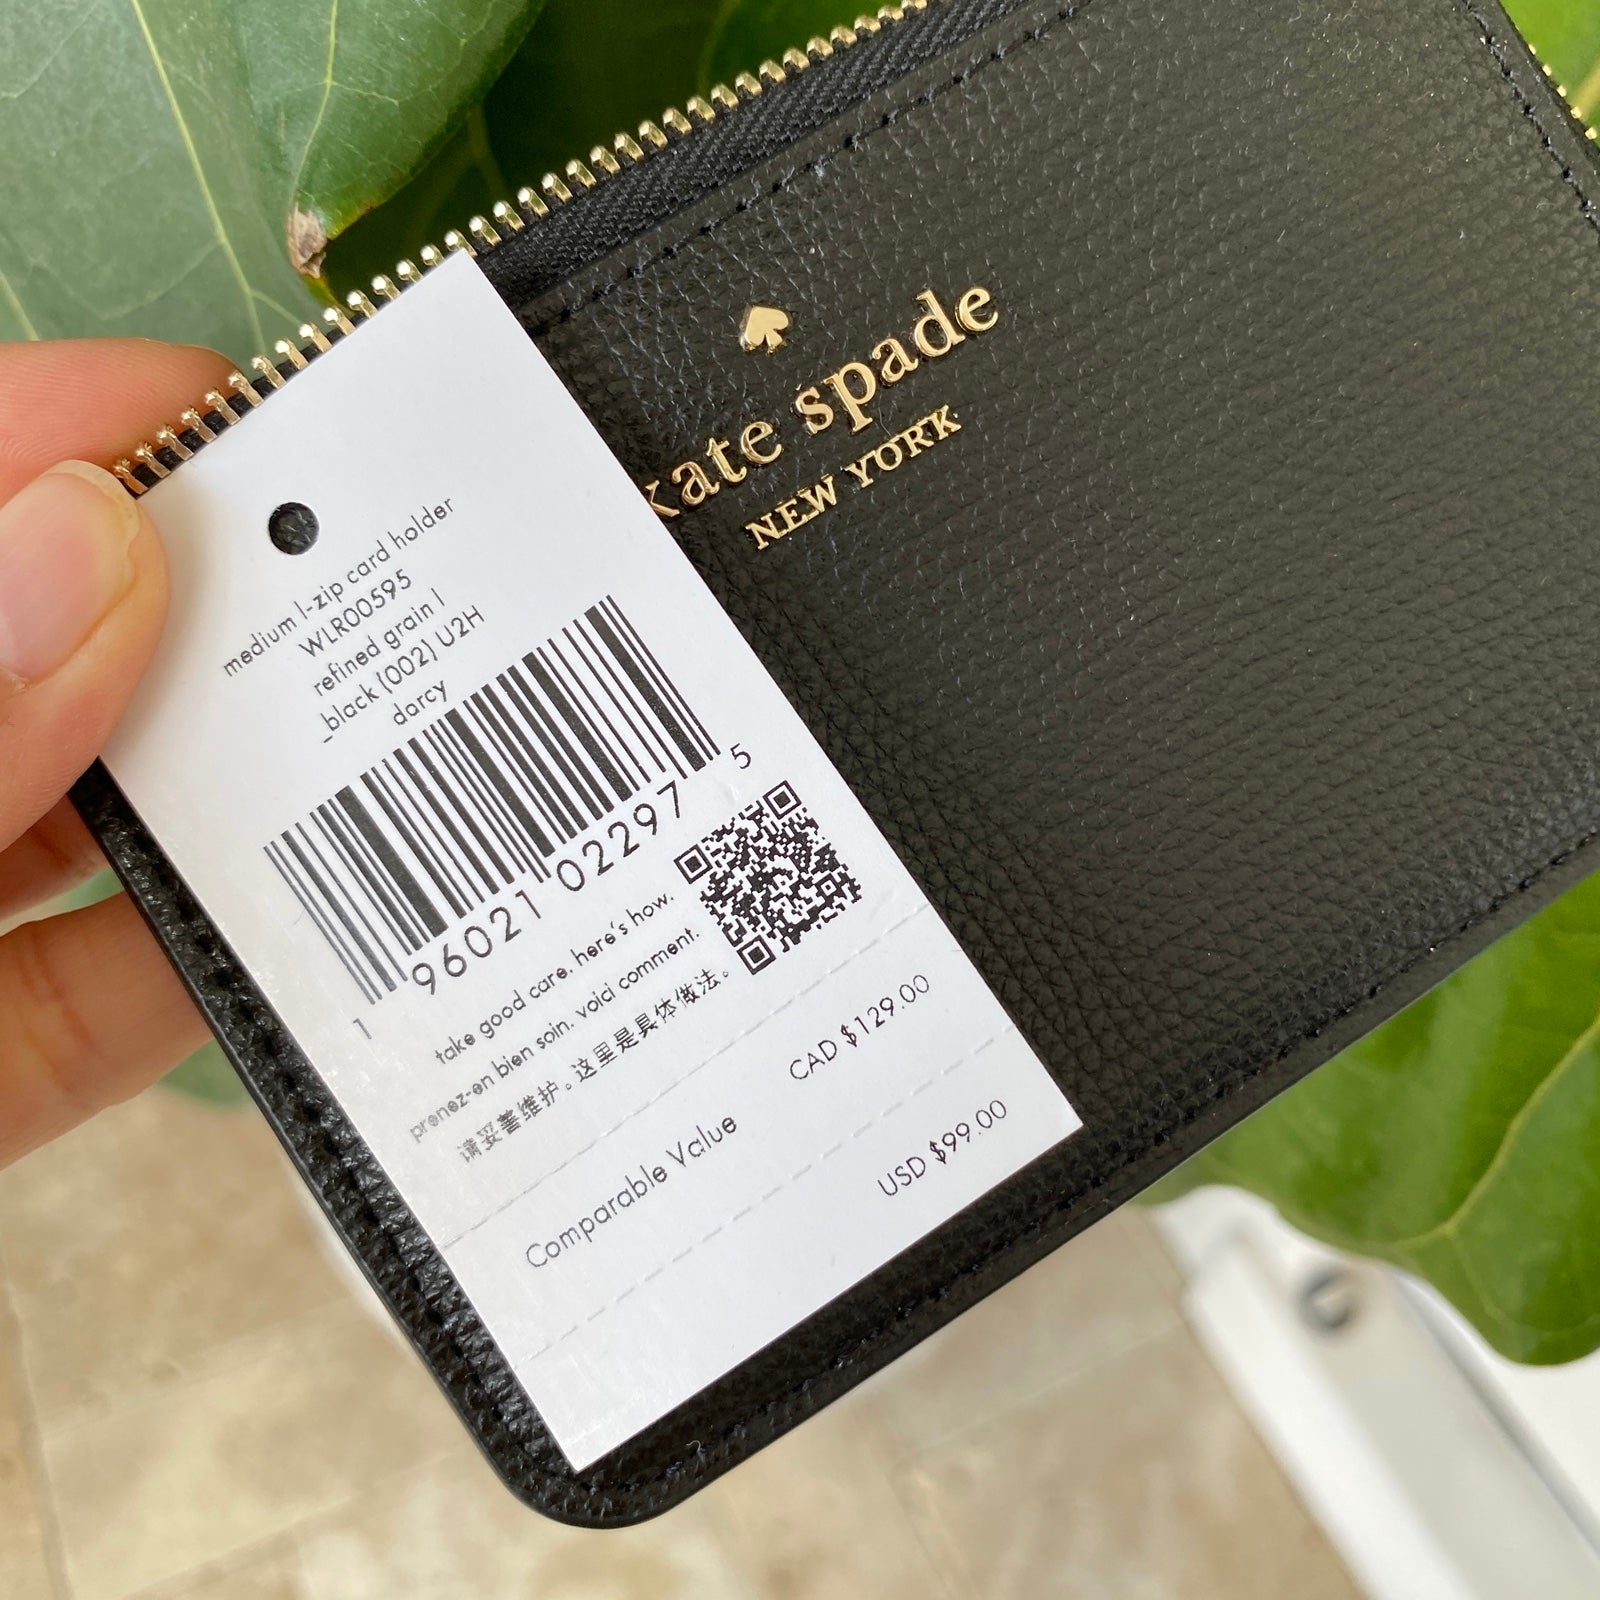 kate spade
NEW YORK
medium l-zip card holder
WLR00595
refined grain l
_black (002) U2H
darcy
1 96021 02297 5
take good care. here's how.
prenez-en bien soin. voici comment.
请妥善维护。这里是具体做法。
CAD $129.00
Comparable Value
USD $99.00